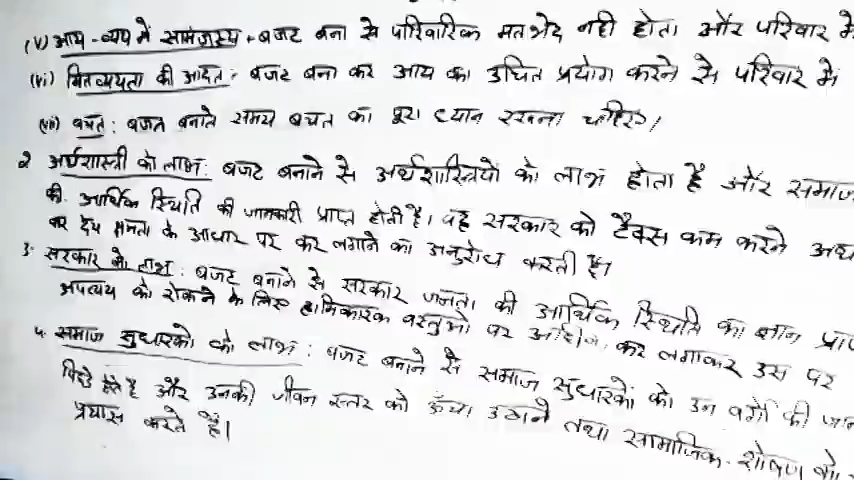 (v) आय-व्यय में सामंजस्य - बजट बना से पारिवारिक मतभेद नहीं होता और परिवार में
(vi) मितव्ययता की आदत: बजट बना कर आय का उचित प्रयोग करने से परिवार में
(vii) बचत: बजत बनाते समय बचत का पूरा ध्यान रखना चाहिए।
2. अर्थशास्त्री को लाभ: बजट बनाने से अर्थशास्त्रियों को लाभ होता है और समाज
की आर्थिक स्थिति की जानकारी प्राप्त होती है। वह सरकार को टैक्स कम करने अथ
कर देय क्षमता के आधार पर कर लगाने का अनुरोध करती है।
3. सरकार को लाभ: बजट बनाने से सरकार जनता की आर्थिक स्थिति का ज्ञान प्राप
अपव्यय को रोकने के लिए हानिकारक वस्तुओ पर कर लगाकर उस पर
4. समाज सुधारको को लाभ: बजट बनाने से समाज सुधारकों को उन वर्गो की
पिछड़े होते है और उनकी जीवन स्तर को ऊँचा उठाने तथा सामाजिक शोषण को
प्रयास करते हैं।